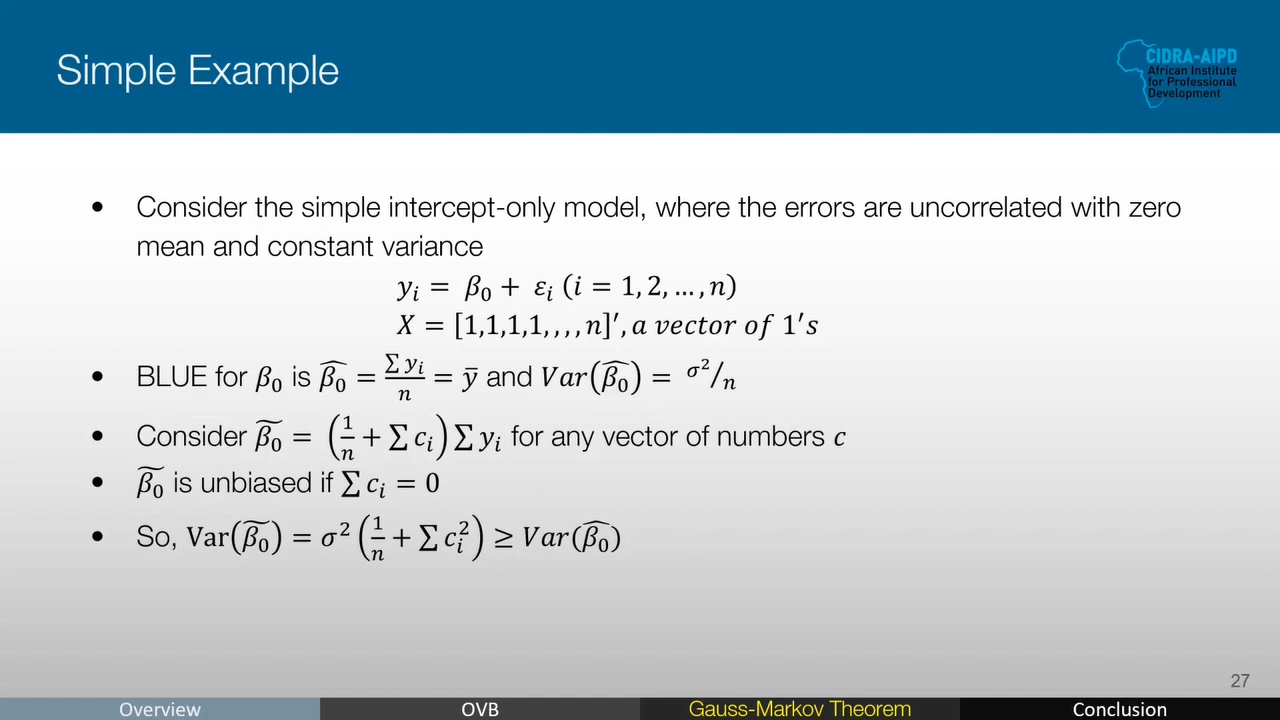 Simple Example
CIDRA-AIPD
African Institute
for Professional
Development
• Consider the simple intercept-only model, where the errors are uncorrelated with zero
mean and constant variance
yᵢ = β₀ + εᵢ (i = 1, 2, …, n)
X = [1,1,1,1, , , , n]′, a vector of 1′s
• BLUE for β₀ is β̂₀ = ∑ yᵢ / n = ȳ and Var(β̂₀) = σ²/n
• Consider β̃₀ = (1/n + ∑ cᵢ) ∑ yᵢ for any vector of numbers c
• β̃₀ is unbiased if ∑ cᵢ = 0
• So, Var(β̃₀) = σ² (1/n + ∑ cᵢ²) ≥ Var(β̂₀)
27
Overview OVB Gauss-Markov Theorem Conclusion